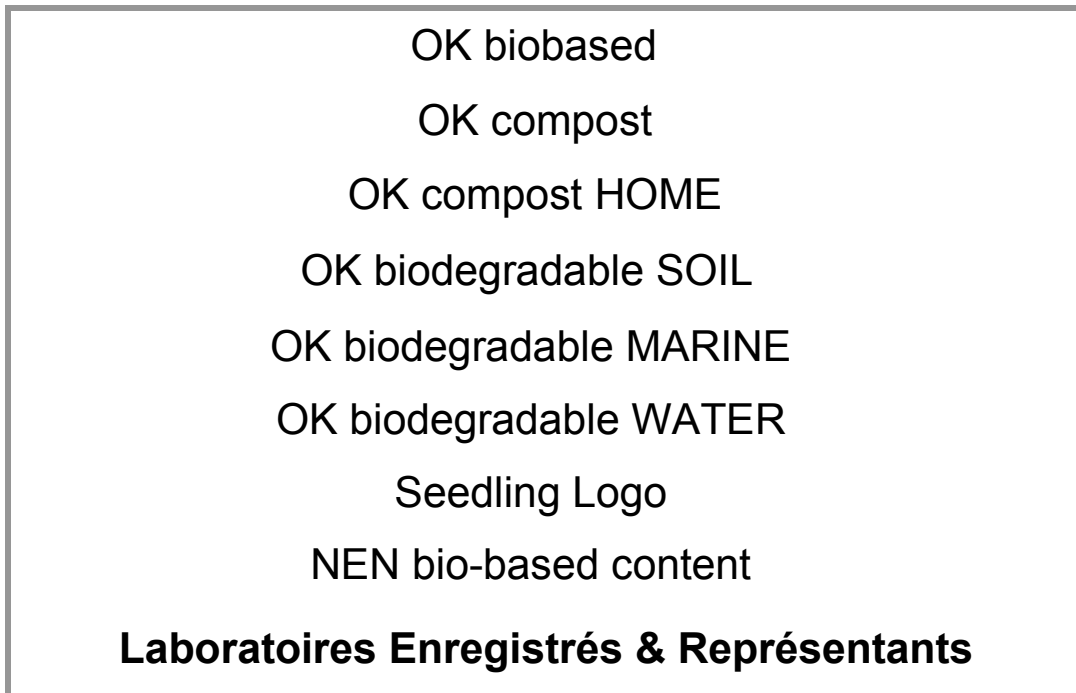 OK biobased
OK compost
OK compost HOME
OK biodegradable SOIL
OK biodegradable MARINE
OK biodegradable WATER
Seedling Logo
NEN bio-based content
Laboratoires Enregistrés & Représentants